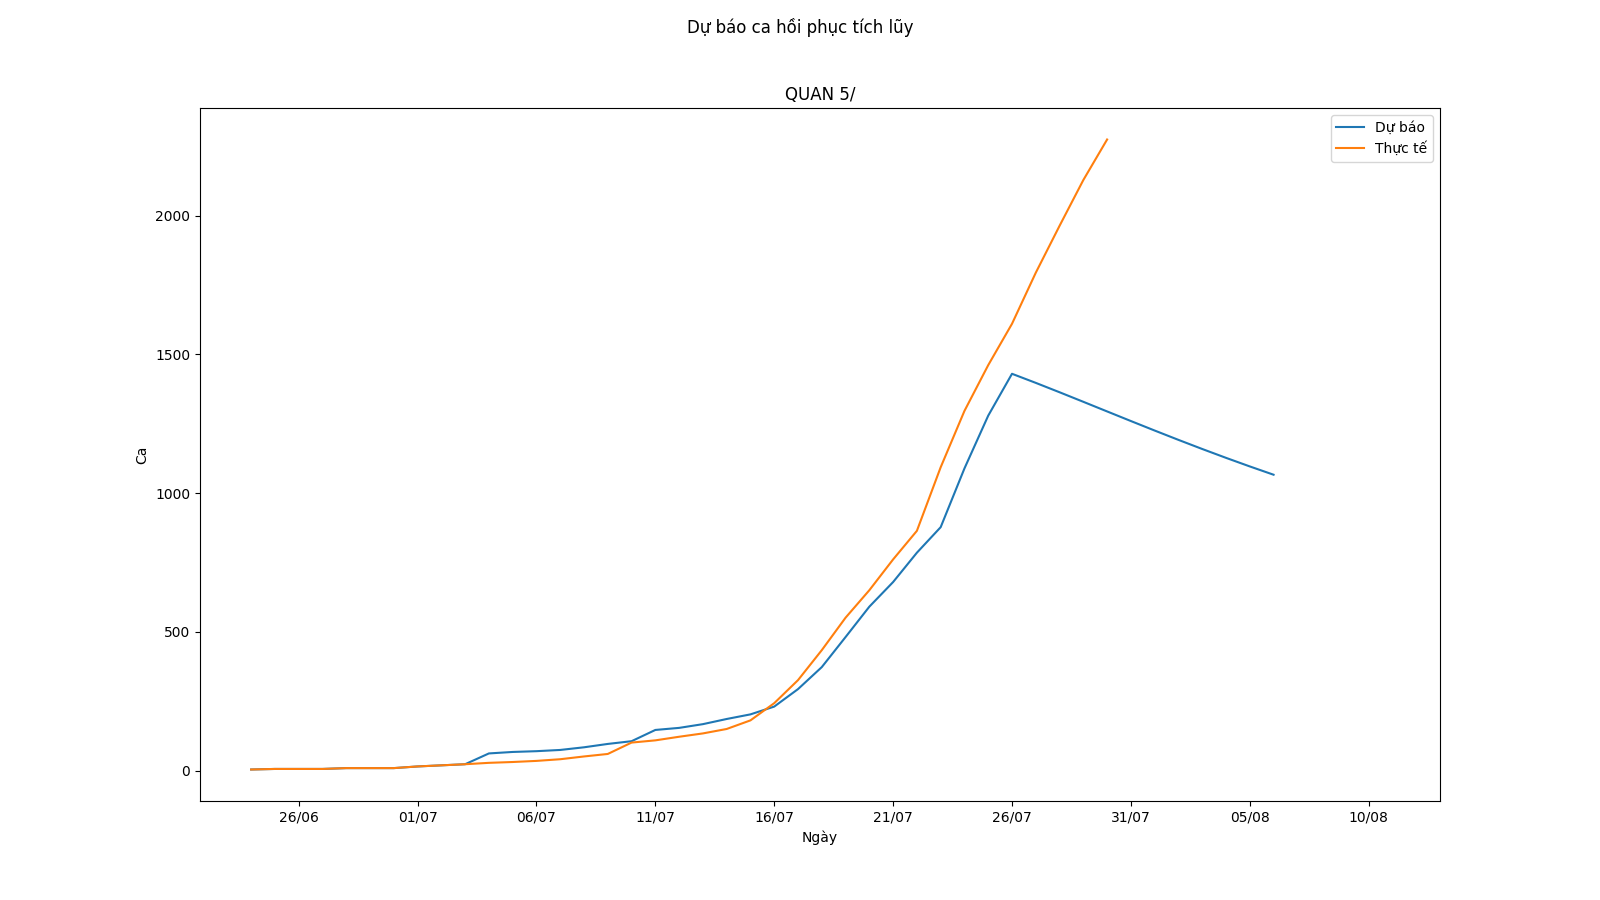 Dự báo ca hồi phục tích lũy
QUAN 5/
Dự báo
Thực tế
2000
1500
1000
500
0
Ca
26/06 01/07 06/07 11/07 16/07 21/07 26/07 31/07 05/08 10/08
Ngày